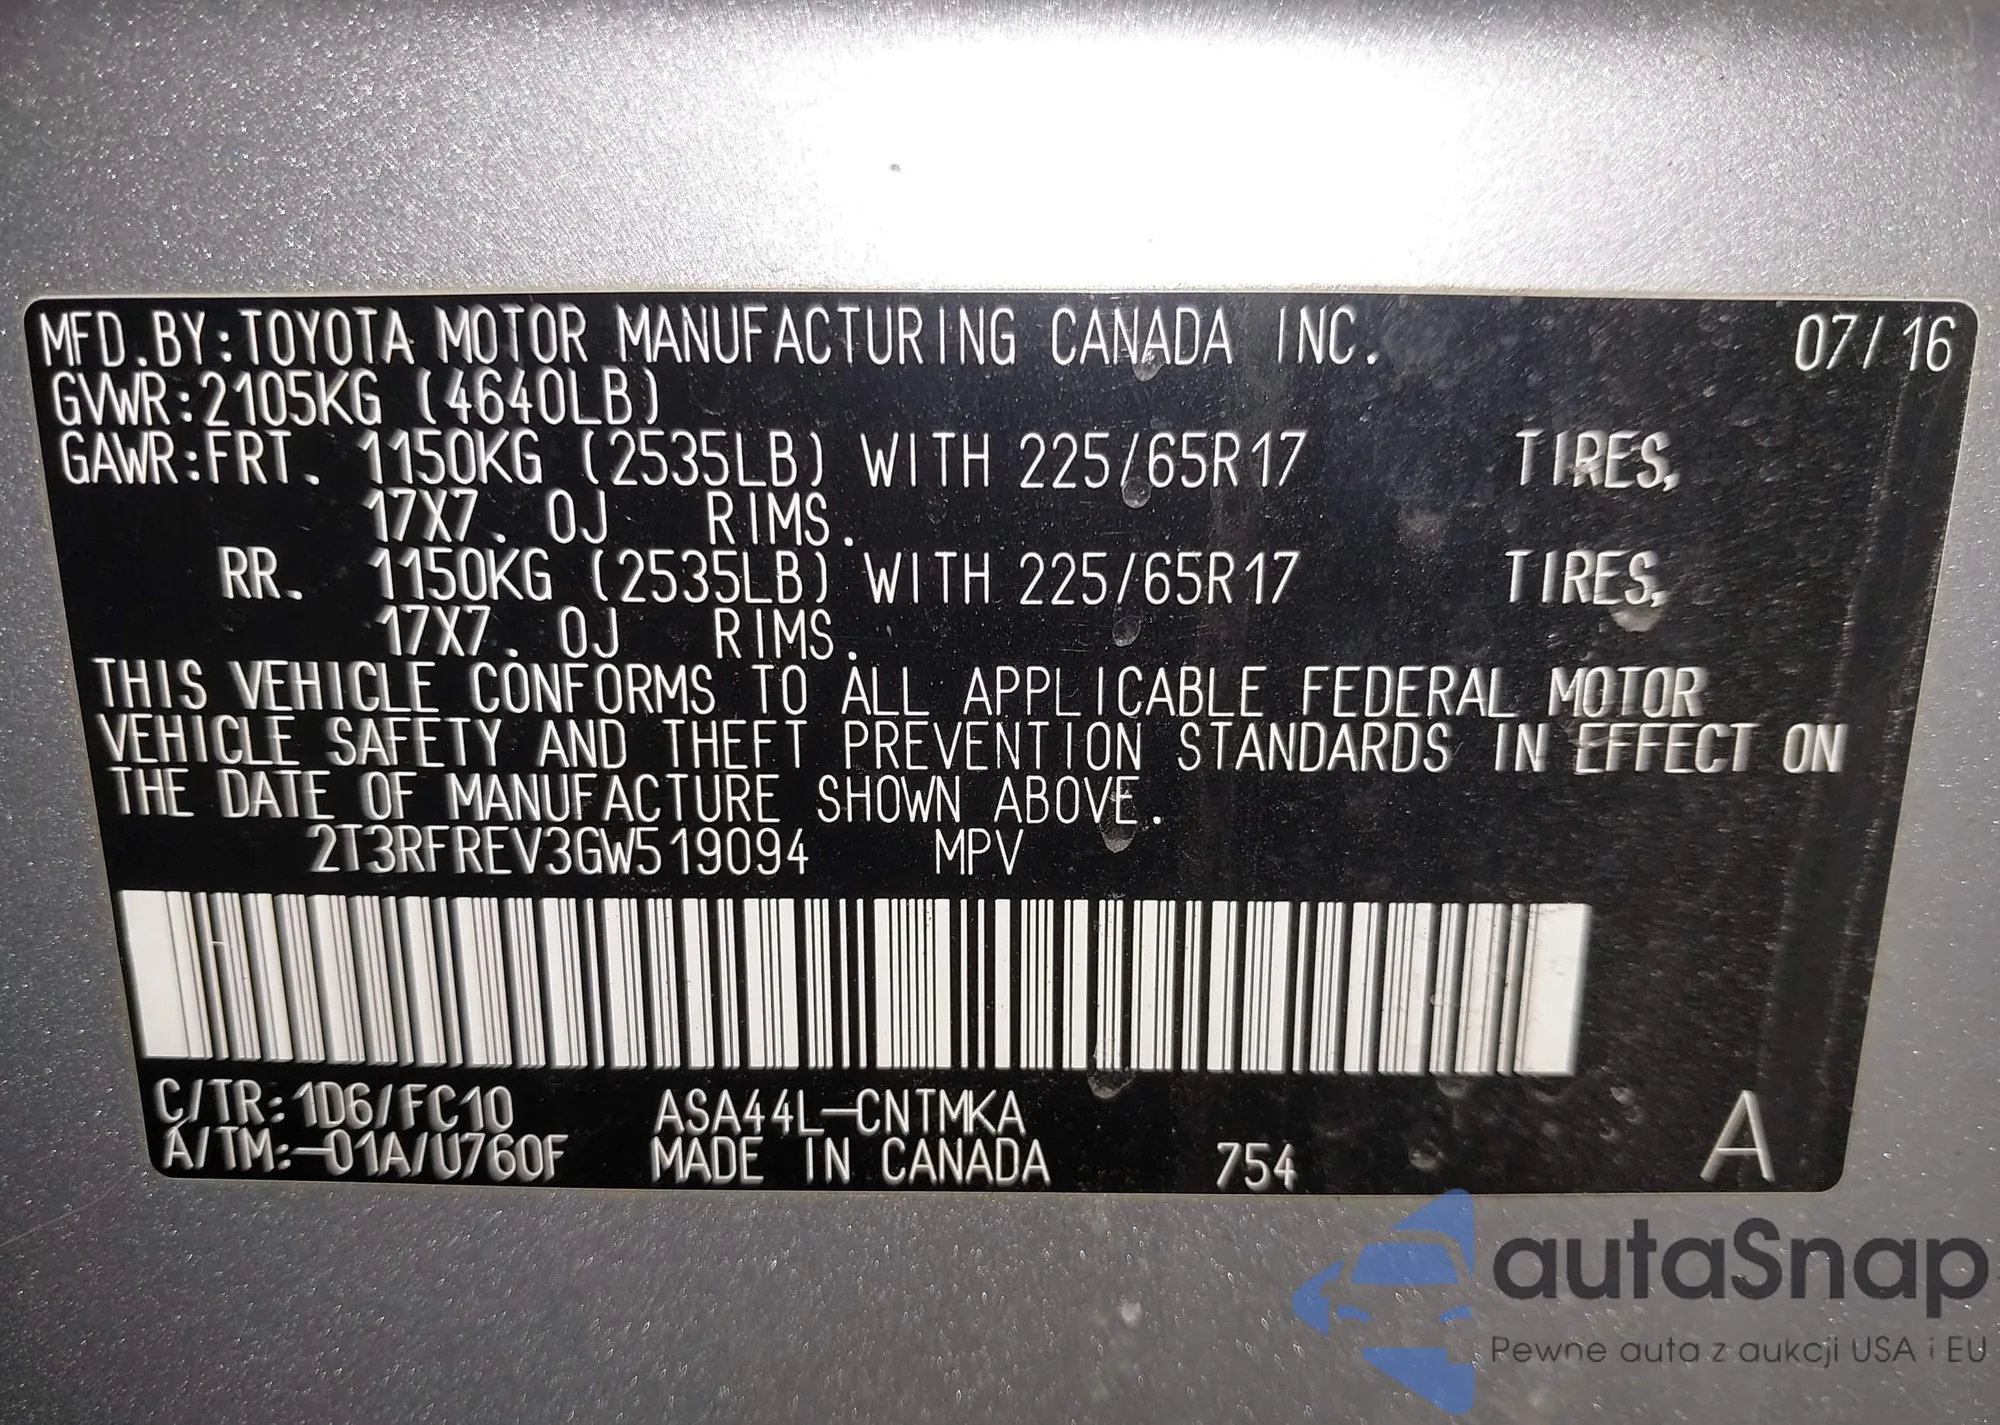 MFD.BY:TOYOTA MOTOR MANUFACTURING CANADA INC. 07/16
GVWR:2105KG (4640LB)
GAWR:FRT. 1150KG (2535LB) WITH 225/65R17 TIRES,
17X7.0J RIMS.
RR. 1150KG (2535LB) WITH 225/65R17 TIRES,
17X7.0J RIMS.
THIS VEHICLE CONFORMS TO ALL APPLICABLE FEDERAL MOTOR
VEHICLE SAFETY AND THEFT PREVENTION STANDARDS IN EFFECT ON
THE DATE OF MANUFACTURE SHOWN ABOVE.
2T3RFREV3GW519094 MPV
C/TR:1D6/FC10 ASA44L-CNTMKA A
A/TM:-01A/U760F MADE IN CANADA 754
autaSnap
Pewne auta z aukcji USA i EU